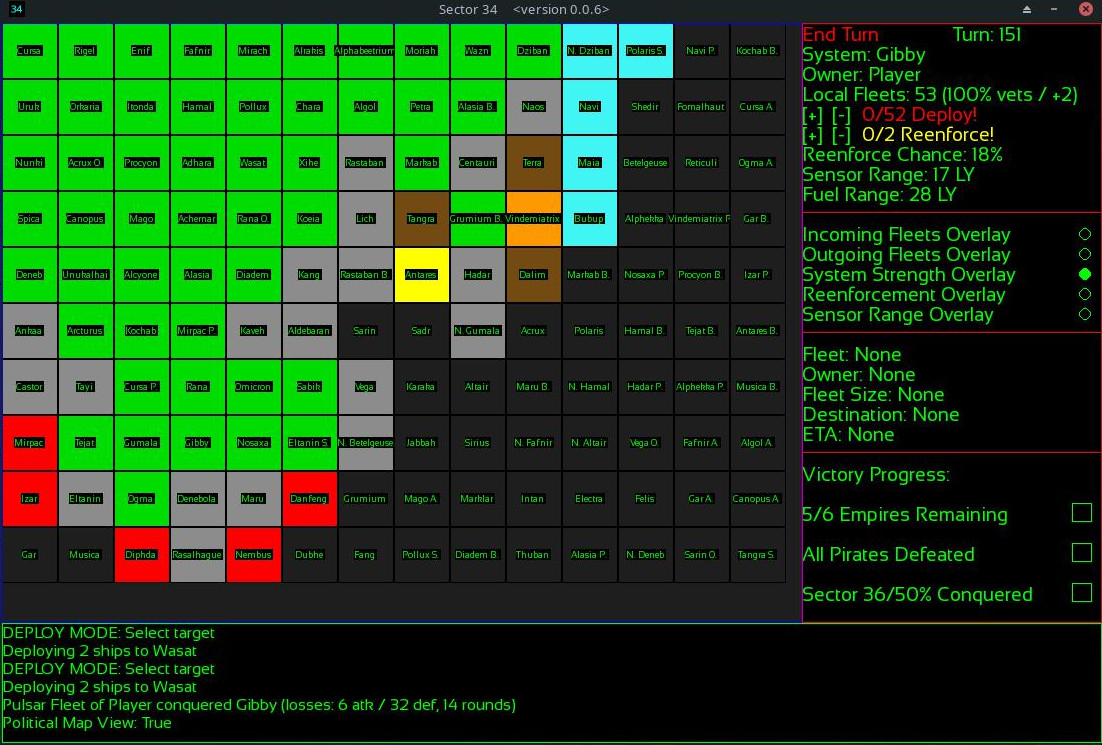 34
Sector 34 <version 0.0.6>
Cursa Rigel Enif Fafnir Mirach Alrakis Alphabeetrium Moriah Wazn Dziban N. Dziban Polaris S. Navi P. Kochab B.
Uruk Orkaria Itonda Hamal Pollux Chara Algol Petra Alasia B. Naos Navi Shedir Fomalhaut Cursa A
Nunki Acrux O. Procyon Adhara Wasat Xihe Rastaban Markab Centauri Terra Maia Betelgeuse Reticuli Ogma A
Spica Canopus Mago Achernar Rana O. Koeia Lich Tangra Grumium B. Vindemiatrix Bubup Alphekka Vindemiatrix P Gar B.
Deneb Unukalhai Alcyone Alasia Diadem Kang Rastaban B. Antares Hadar Dalim Markab B. Nosaxa P. Procyon B. Izar P.
Ankaa Arcturus Kochab Mirpac P. Kaveh Aldebaran Sarin Sadr N. Gumala Acrux Polaris Hamal B. Tejat B. Antares B.
Castor Tayi Cursa P. Rana Omicron Sabik Vega Karaka Altair Maru B. N. Hamal Hadar P. Alphekka P. Musica B.
Mirpac Tejat Gumala Gibby Nosaxa Eltanin S. N. Betelgeuse Jabbah Sirius N. Fafnir N. Altair Vega O. Fafnir A Algol A
Izar Eltanin Ogma Denebola Maru Danfeng Grumium Mago A Marklar Intan Electra Felis Gar A Canopus A
Gar Musica Diphda Rasalhague Nembus Dubhe Fang Pollux S. Diadem B. Thuban Alasia P. N. Deneb Sarin O. Tangra S.
End Turn Turn: 151
System: Gibby
Owner: Player
Local Fleets: 53 (100% vets / +2)
[+] [-] 0/52 Deploy!
[+] [-] 0/2 Reenforce!
Reenforce Chance: 18%
Sensor Range: 17 LY
Fuel Range: 28 LY
Incoming Fleets Overlay
Outgoing Fleets Overlay
System Strength Overlay
Reenforcement Overlay
Sensor Range Overlay
Fleet: None
Owner: None
Fleet Size: None
Destination: None
ETA: None
Victory Progress:
5/6 Empires Remaining
All Pirates Defeated
Sector 36/50% Conquered
DEPLOY MODE: Select target
Deploying 2 ships to Wasat
DEPLOY MODE: Select target
Deploying 2 ships to Wasat
Pulsar Fleet of Player conquered Gibby (losses: 6 atk / 32 def, 14 rounds)
Political Map View: True